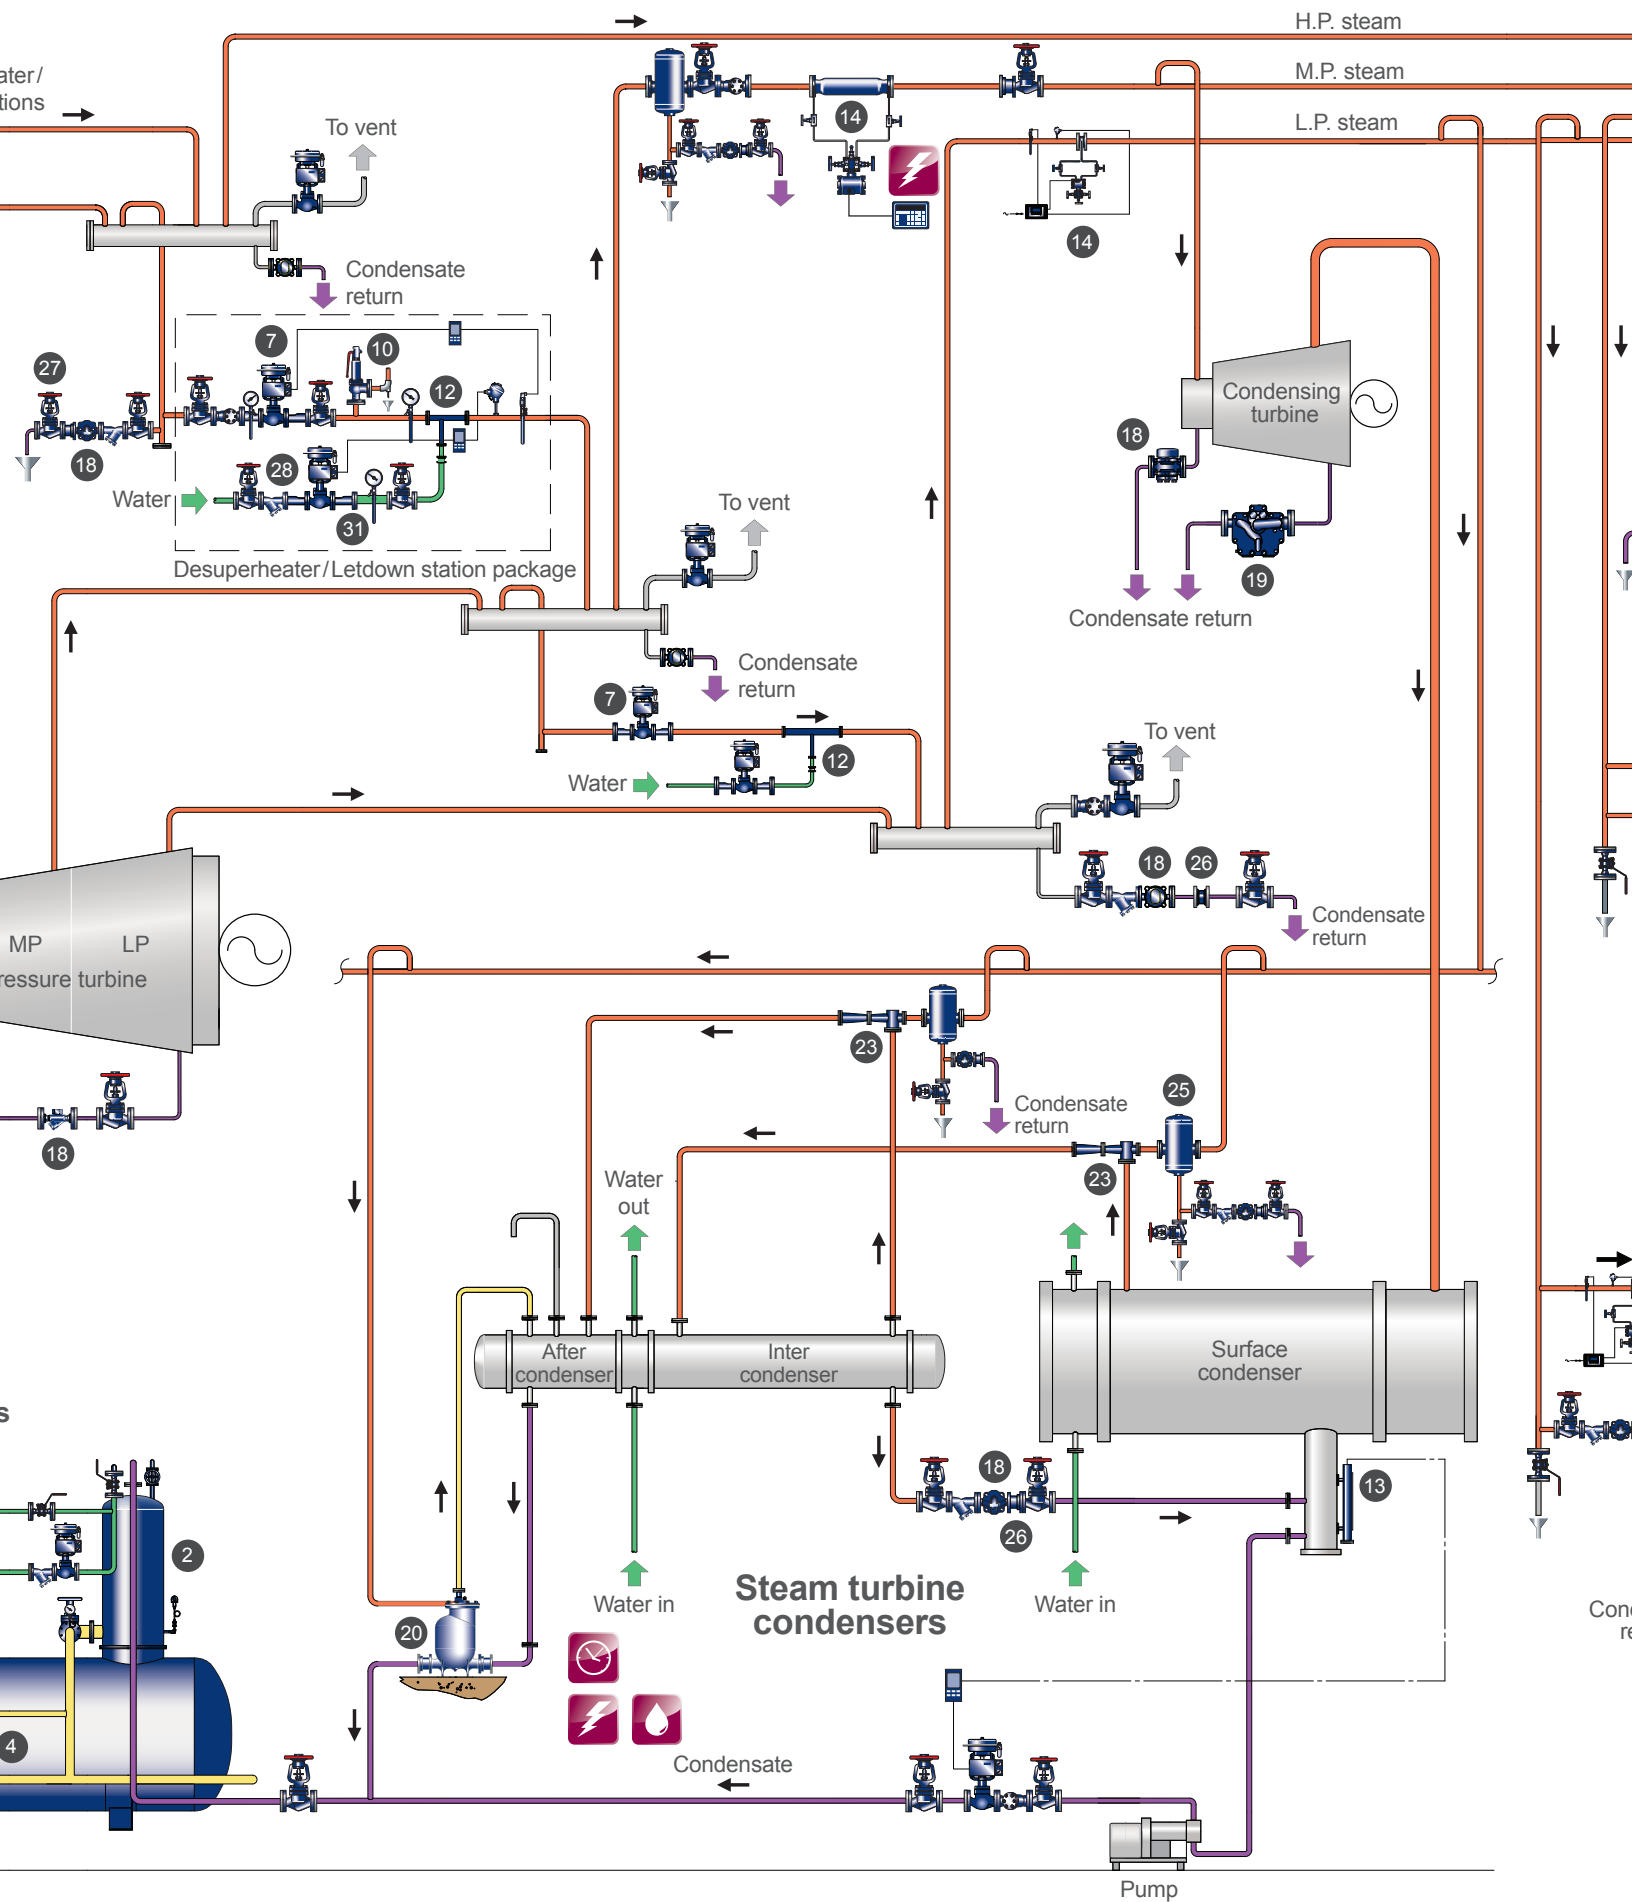 H.P. steam
M.P. steam
L.P. steam
ater/
tions
To vent
14
14
Condensate
return
7
10
12
27
18
28
31
Water
Desuperheater/Letdown station package
Condensing
turbine
18
19
Condensate return
To vent
Condensate
return
7
12
Water
To vent
18
26
Condensate
return
MP
LP
ressure turbine
18
23
Condensate
return
25
23
Water
out
After
condenser
Inter
condenser
Surface
condenser
s
18
26
13
2
Water in
Steam turbine
condensers
Water in
Con
re
20
4
Condensate
Pump